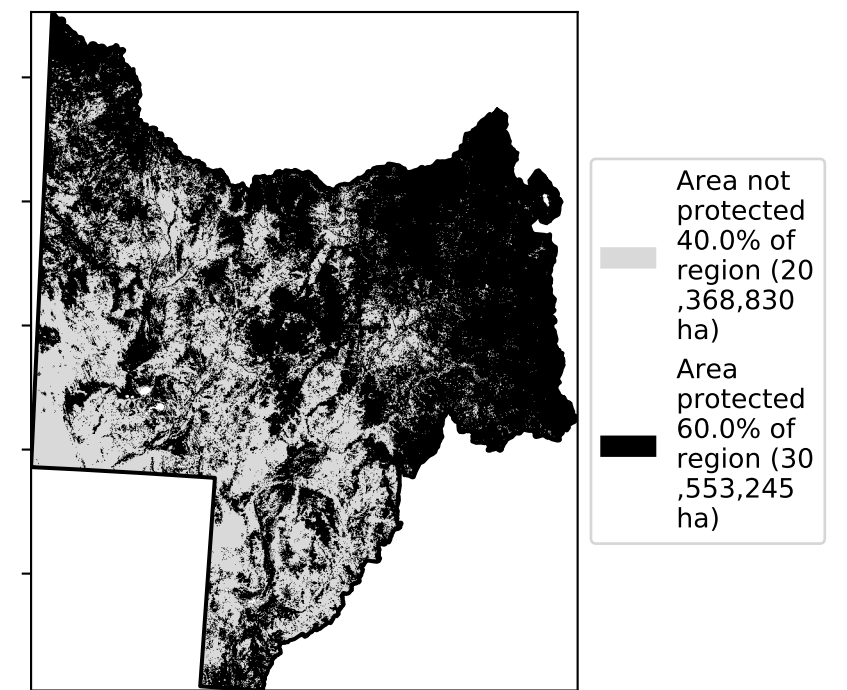 Area not
protected
40.0% of
region (20
,368,830
ha)
Area
protected
60.0% of
region (30
,553,245
ha)